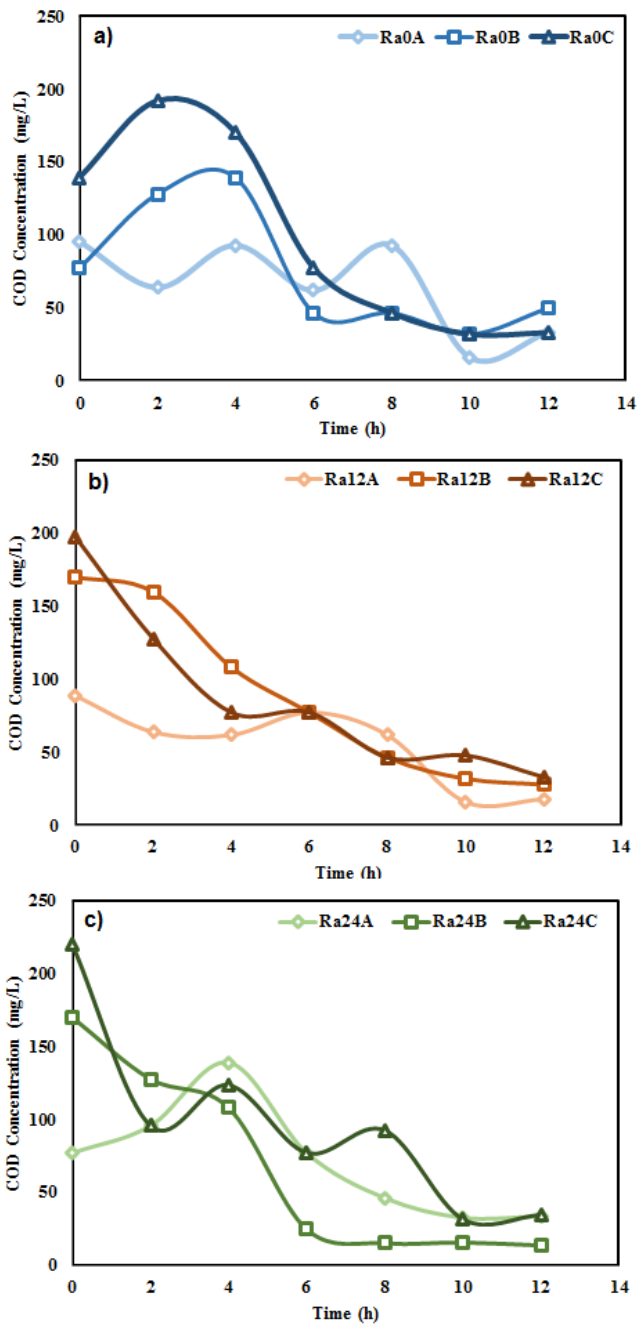 a)
Ra0A Ra0B Ra0C
250
200
150
100
50
0
COD Concentration (mg/L)
0 2 4 6 8 10 12 14
Time (h)
b)
Ra12A Ra12B Ra12C
250
200
150
100
50
0
COD Concentration (mg/L)
0 2 4 6 8 10 12 14
Time (h)
c)
Ra24A Ra24B Ra24C
250
200
150
100
50
0
COD Concentration (mg/L)
0 2 4 6 8 10 12 14
Time (h)